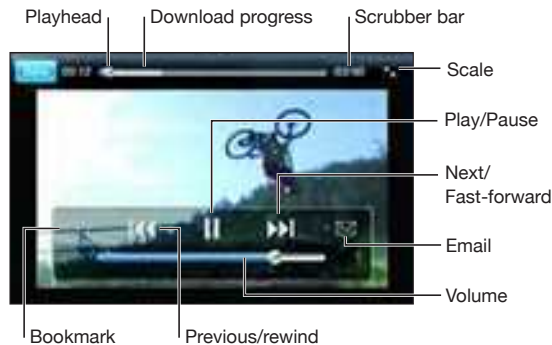 Playhead
Download progress
Scrubber bar
Scale
Play/Pause
Next/
Fast-forward
Email
Volume
Bookmark
Previous/rewind